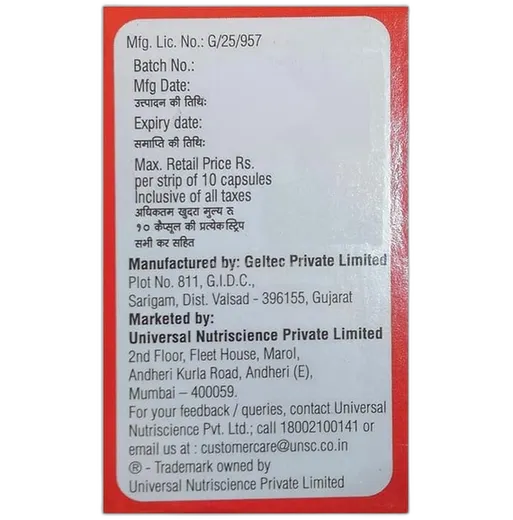 Mfg. Lic. No.: G/25/957
Batch No.:
Mfg Date:
उत्पादन की तिथि:
Expiry date:
समाप्ति की तिथि:
Max. Retail Price Rs.
per strip of 10 capsules
Inclusive of all taxes
अधिकतम खुदरा मुल्य रु
१० कैप्सूल की प्रत्येक स्ट्रिप
सभी कर सहित
Manufactured by: Geltec Private Limited
Plot No. 811, G.I.D.C.,
Sarigam, Dist. Valsad - 396155, Gujarat
Marketed by:
Universal Nutriscience Private Limited
2nd Floor, Fleet House, Marol,
Andheri Kurla Road, Andheri (E),
Mumbai – 400059.
For your feedback / queries, contact Universal
Nutriscience Pvt. Ltd.; call 18002100141 or
email us at : customercare@unsc.co.in
® - Trademark owned by
Universal Nutriscience Private Limited